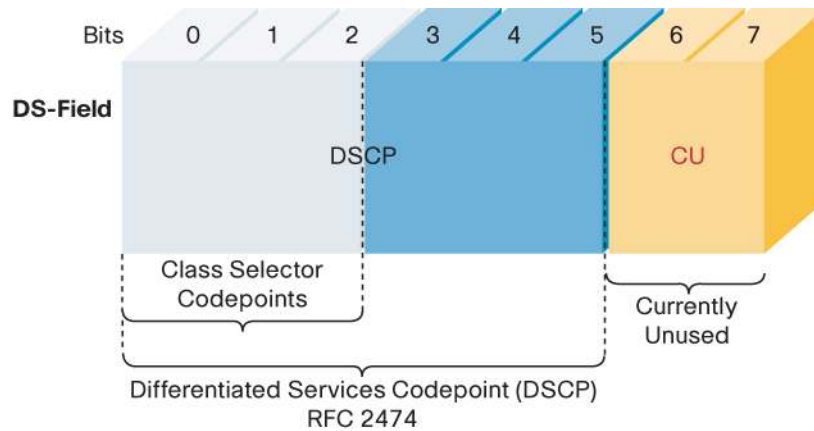 Bits 0 1 2 3 4 5 6 7
DS-Field
DSCP CU
Class Selector
Codepoints
Currently
Unused
Differentiated Services Codepoint (DSCP)
RFC 2474